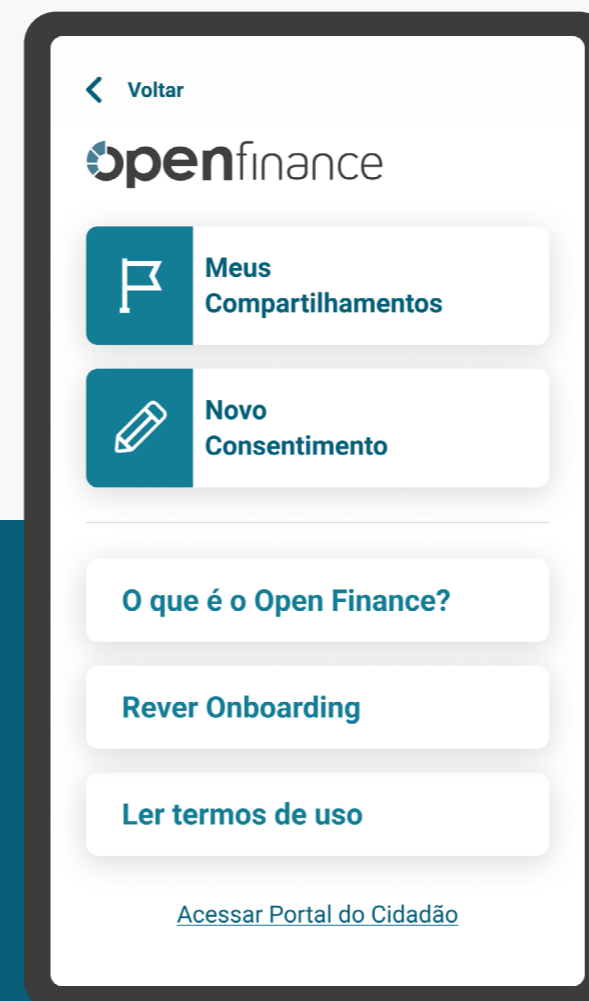 Voltar
openfinance
Meus
Compartilhamentos
Novo
Consentimento
O que é o Open Finance?
Rever Onboarding
Ler termos de uso
Acessar Portal do Cidadão